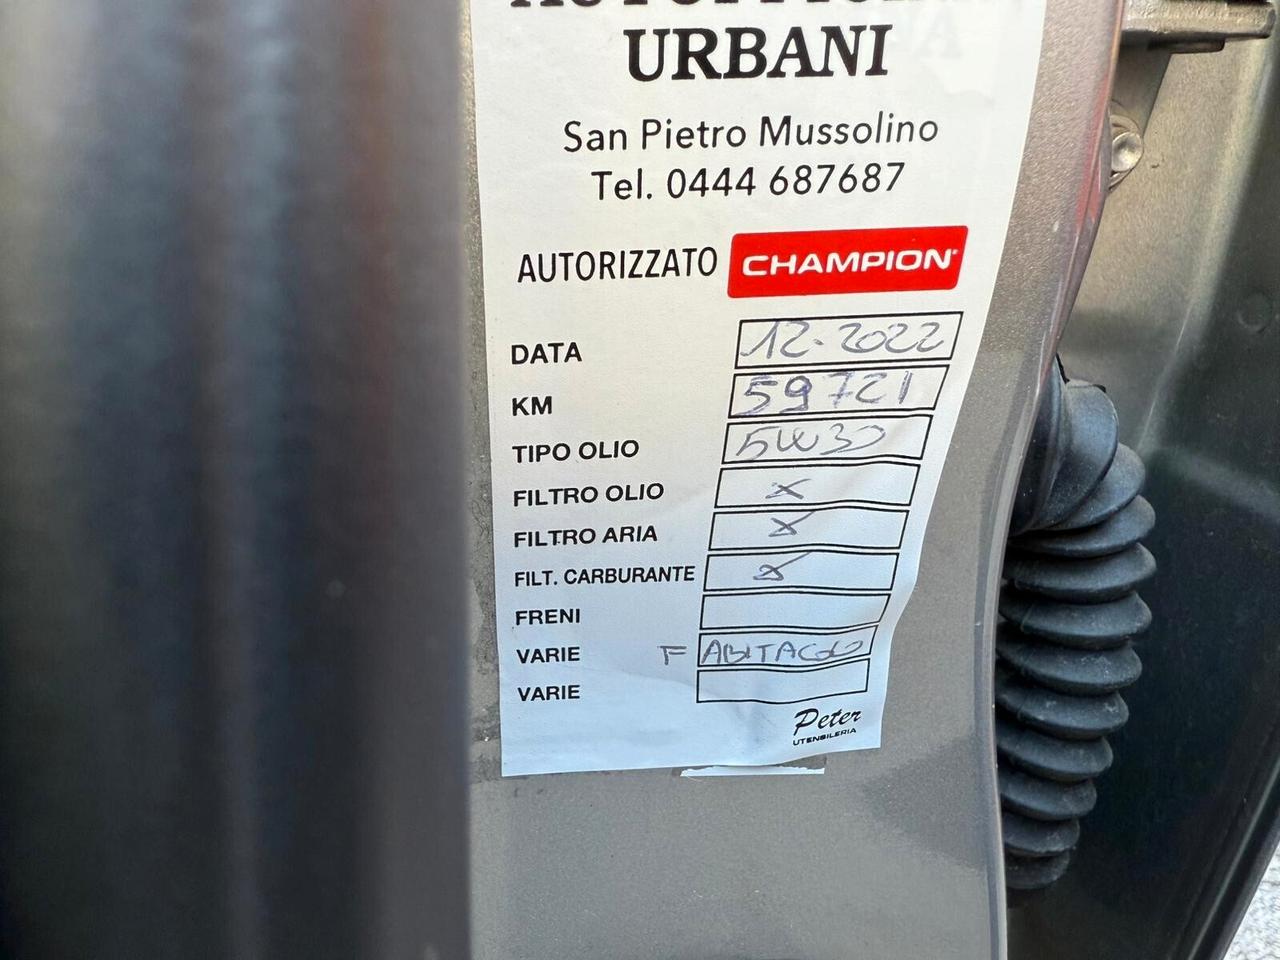 URBANI
San Pietro Mussolino
Tel. 0444 687687
AUTORIZZATO CHAMPION
DATA 12-2022
KM 59721
TIPO OLIO 5W30
FILTRO OLIO X
FILTRO ARIA X
FILT. CARBURANTE X
FRENI
VARIE F ABITACOLO
VARIE
Peter
UTENSILERIA